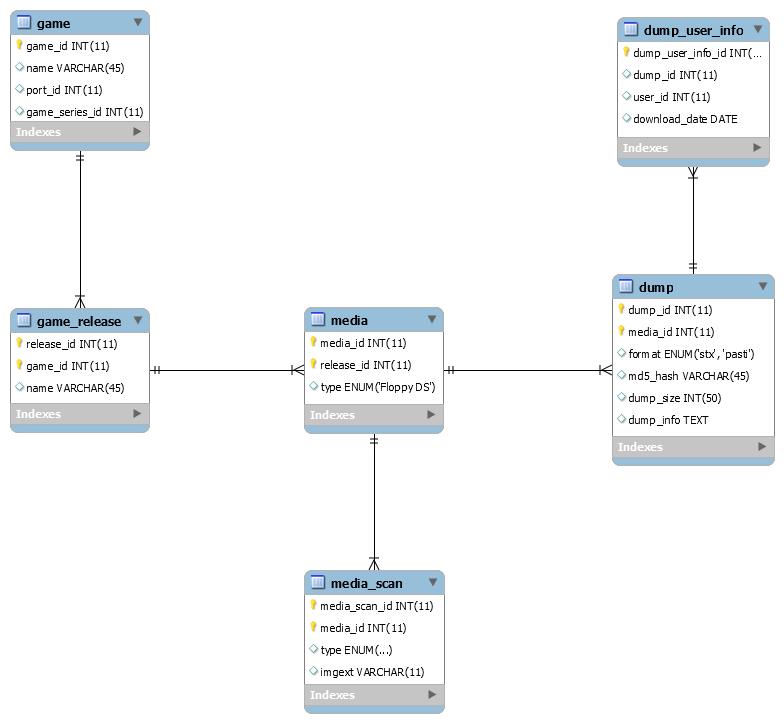 game
game_id INT(11)
name VARCHAR(45)
port_id INT(11)
game_series_id INT(11)
Indexes
dump_user_info
dump_user_info_id INT(...
dump_id INT(11)
user_id INT(11)
download_date DATE
Indexes
game_release
release_id INT(11)
game_id INT(11)
name VARCHAR(45)
Indexes
media
media_id INT(11)
release_id INT(11)
type ENUM('Floppy DS')
Indexes
dump
dump_id INT(11)
media_id INT(11)
format ENUM('stx', 'pasti')
md5_hash VARCHAR(45)
dump_size INT(50)
dump_info TEXT
Indexes
media_scan
media_scan_id INT(11)
media_id INT(11)
type ENUM(...)
imgext VARCHAR(11)
Indexes